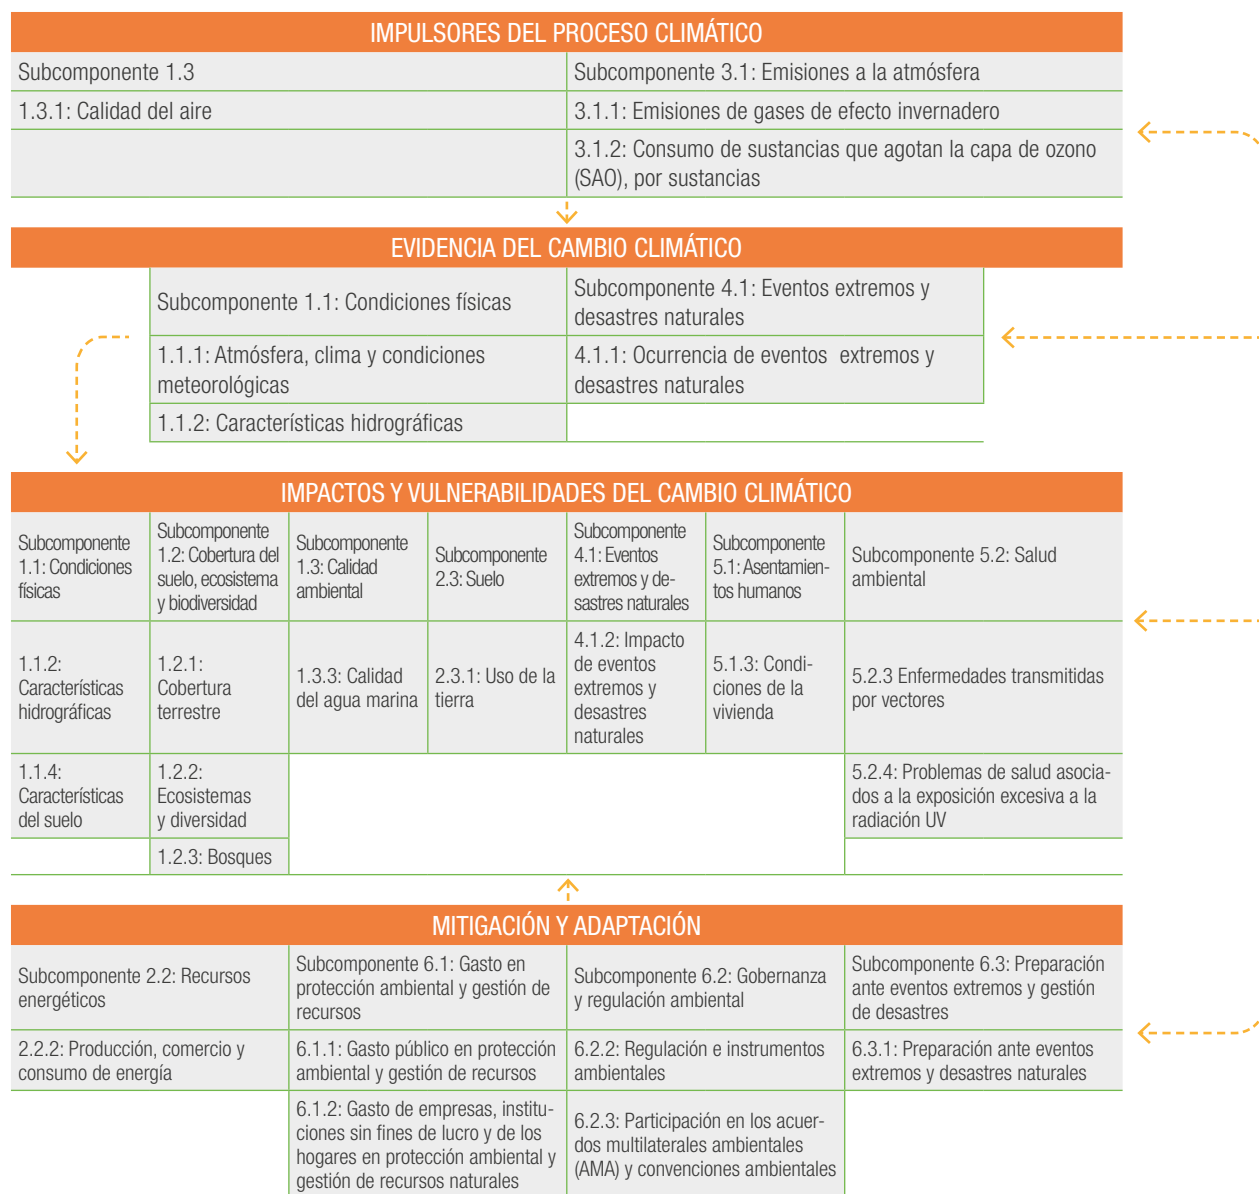 IMPULSORES DEL PROCESO CLIMÁTICO
Subcomponente 1.3
Subcomponente 3.1: Emisiones a la atmósfera
1.3.1: Calidad del aire
3.1.1: Emisiones de gases de efecto invernadero
3.1.2: Consumo de sustancias que agotan la capa de ozono
(SAO), por sustancias
EVIDENCIA DEL CAMBIO CLIMÁTICO
Subcomponente 1.1: Condiciones físicas
Subcomponente 4.1: Eventos extremos y
desastres naturales
1.1.1: Atmósfera, clima y condiciones
meteorológicas
4.1.1: Ocurrencia de eventos extremos y
desastres naturales
1.1.2: Características hidrográficas
IMPACTOS Y VULNERABILIDADES DEL CAMBIO CLIMÁTICO
Subcomponente
1.1: Condiciones
físicas
Subcomponente
1.2: Cobertura del
suelo, ecosistema
y biodiversidad
Subcomponente
1.3: Calidad
ambiental
Subcomponente
2.3: Suelo
Subcomponente
4.1: Eventos
extremos y de-
sastres naturales
Subcomponente
5.1: Asentamien-
tos humanos
Subcomponente 5.2: Salud
ambiental
1.1.2:
Características
hidrográficas
1.2.1:
Cobertura
terrestre
1.3.3: Calidad
del agua marina
2.3.1: Uso de la
tierra
4.1.2: Impacto
de eventos
extremos y
desastres
naturales
5.1.3: Condi-
ciones de la
vivienda
5.2.3 Enfermedades transmitidas
por vectores
1.1.4:
Características
del suelo
1.2.2:
Ecosistemas
y diversidad
5.2.4: Problemas de salud asocia-
dos a la exposición excesiva a la
radiación UV
1.2.3: Bosques
MITIGACIÓN Y ADAPTACIÓN
Subcomponente 2.2: Recursos
energéticos
Subcomponente 6.1: Gasto en
protección ambiental y gestión de
recursos
Subcomponente 6.2: Gobernanza
y regulación ambiental
Subcomponente 6.3: Preparación
ante eventos extremos y gestión
de desastres
2.2.2: Producción, comercio y
consumo de energía
6.1.1: Gasto público en protección
ambiental y gestión de recursos
6.2.2: Regulación e instrumentos
ambientales
6.3.1: Preparación ante eventos
extremos y desastres naturales
6.1.2: Gasto de empresas, institu-
ciones sin fines de lucro y de los
hogares en protección ambiental y
gestión de recursos naturales
6.2.3: Participación en los acuer-
dos multilaterales ambientales
(AMA) y convenciones ambientales